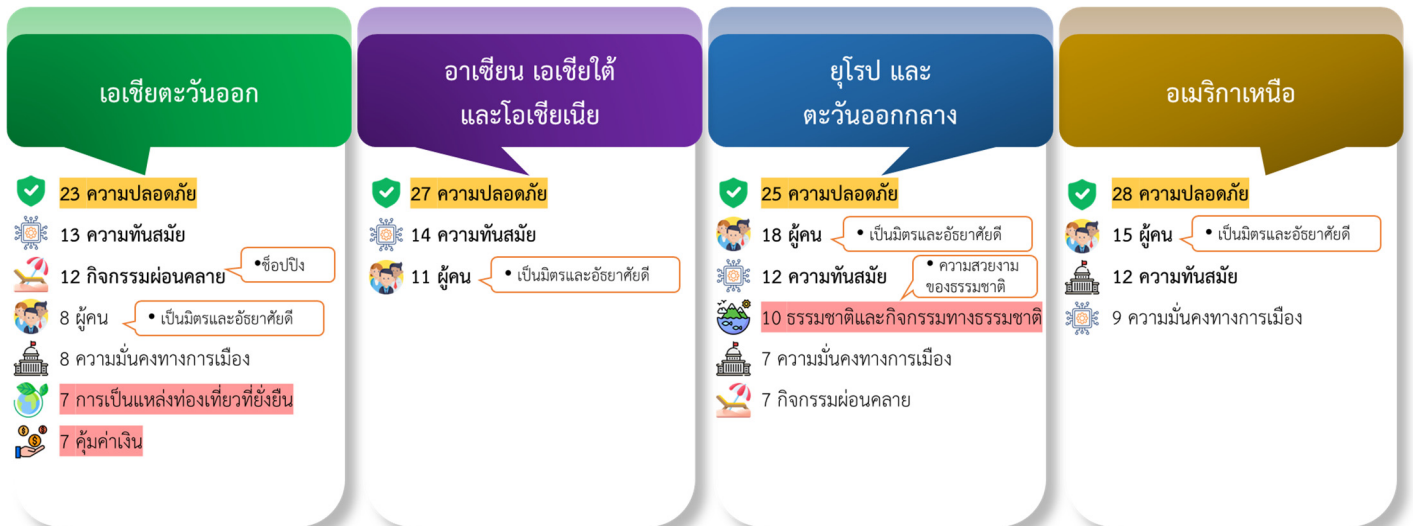 เอเชียตะวันออก
23 ความปลอดภัย
13 ความทันสมัย
12 กิจกรรมผ่อนคลาย
•ช็อปปิง
8 ผู้คน
• เป็นมิตรและอัธยาศัยดี
8 ความมั่นคงทางการเมือง
7 การเป็นแหล่งท่องเที่ยวที่ยั่งยืน
7 คุ้มค่าเงิน
อาเซียน เอเชียใต้
และโอเชียเนีย
27 ความปลอดภัย
14 ความทันสมัย
11 ผู้คน
• เป็นมิตรและอัธยาศัยดี
ยุโรป และ
ตะวันออกกลาง
25 ความปลอดภัย
18 ผู้คน
• เป็นมิตรและอัธยาศัยดี
12 ความทันสมัย
• ความสวยงาม
ของธรรมชาติ
10 ธรรมชาติและกิจกรรมทางธรรมชาติ
7 ความมั่นคงทางการเมือง
7 กิจกรรมผ่อนคลาย
อเมริกาเหนือ
28 ความปลอดภัย
15 ผู้คน
• เป็นมิตรและอัธยาศัยดี
12 ความทันสมัย
9 ความมั่นคงทางการเมือง